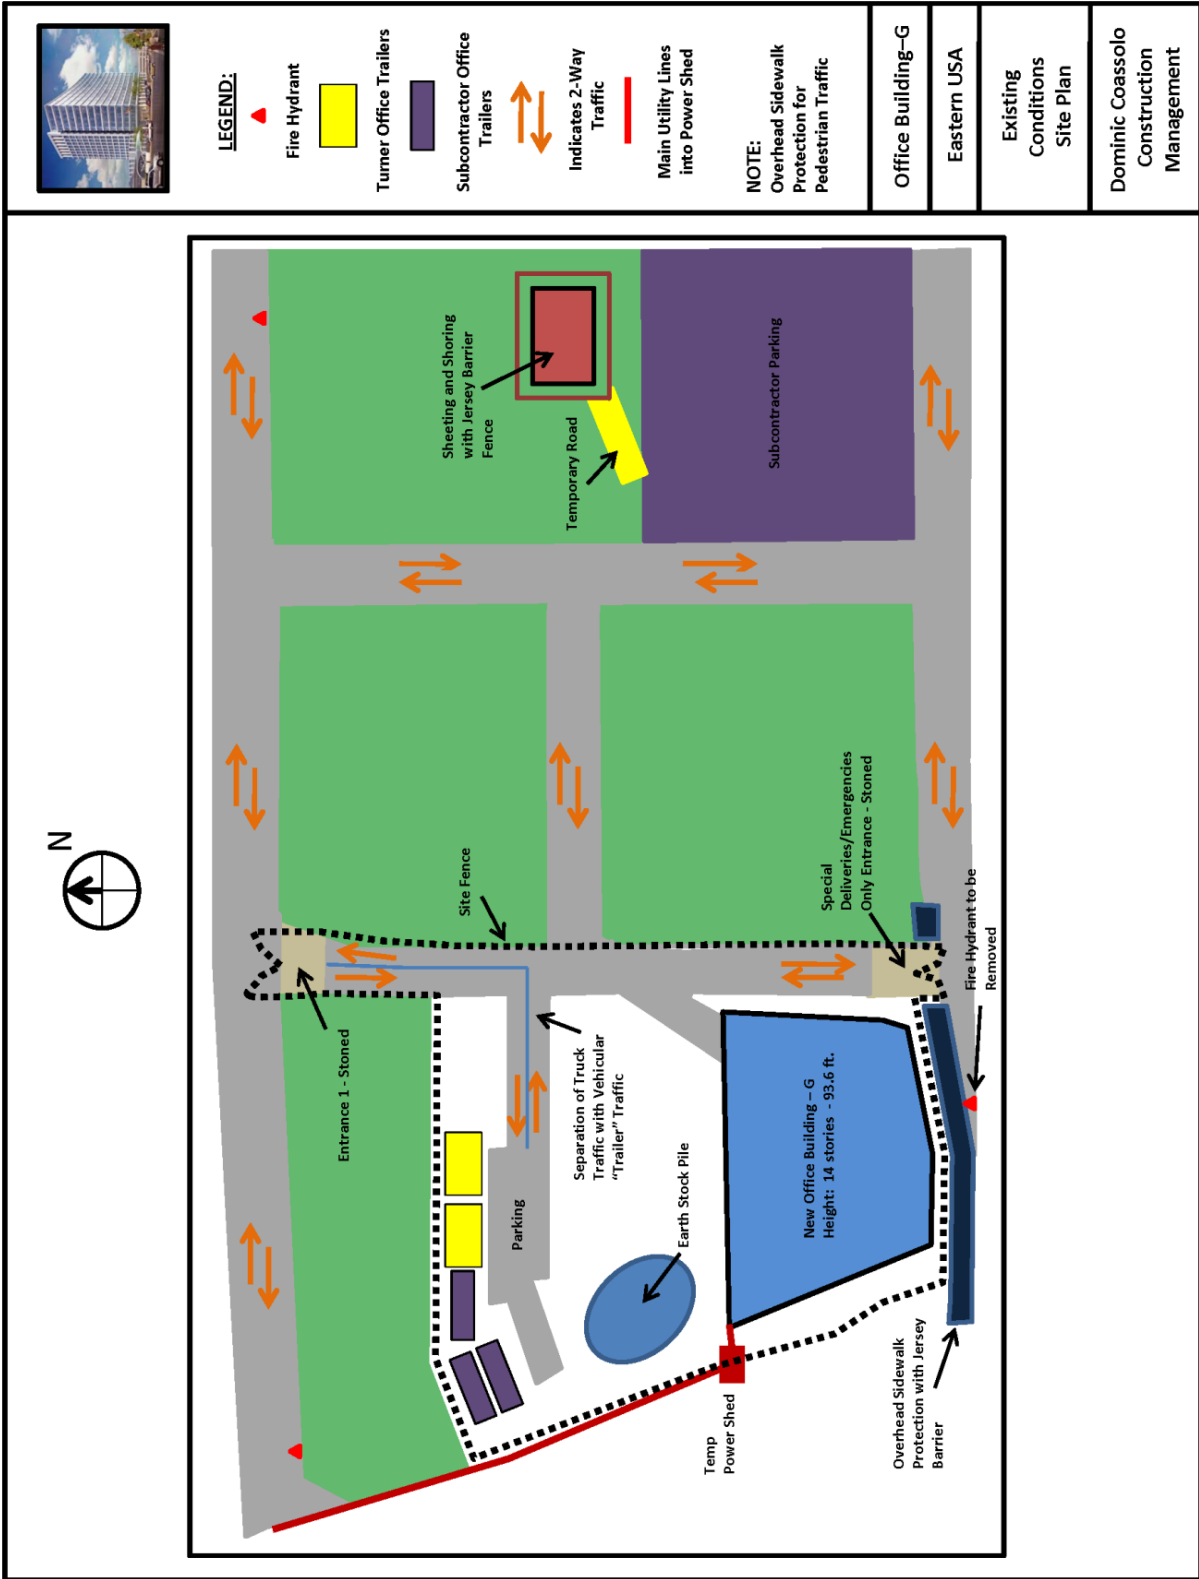 N
Sheeting and Shoring
with Jersey Barrier
Fence
Temporary Road
Subcontractor Parking
Site Fence
Special
Deliveries/Emergencies
Only Entrance - Stoned
Fire Hydrant to be
Removed
Entrance 1 - Stoned
Separation of Truck
Traffic with Vehicular
“Trailer” Traffic
Parking
Earth Stock Pile
New Office Building – G
Height: 14 stories - 93.6 ft.
Temp
Power Shed
Overhead Sidewalk
Protection with Jersey
Barrier
LEGEND:
Fire Hydrant
Turner Office Trailers
Subcontractor Office
Trailers
Indicates 2-Way
Traffic
Main Utility Lines
into Power Shed
NOTE:
Overhead Sidewalk
Protection for
Pedestrian Traffic
Office Building–G
Eastern USA
Existing
Conditions
Site Plan
Dominic Coassolo
Construction
Management